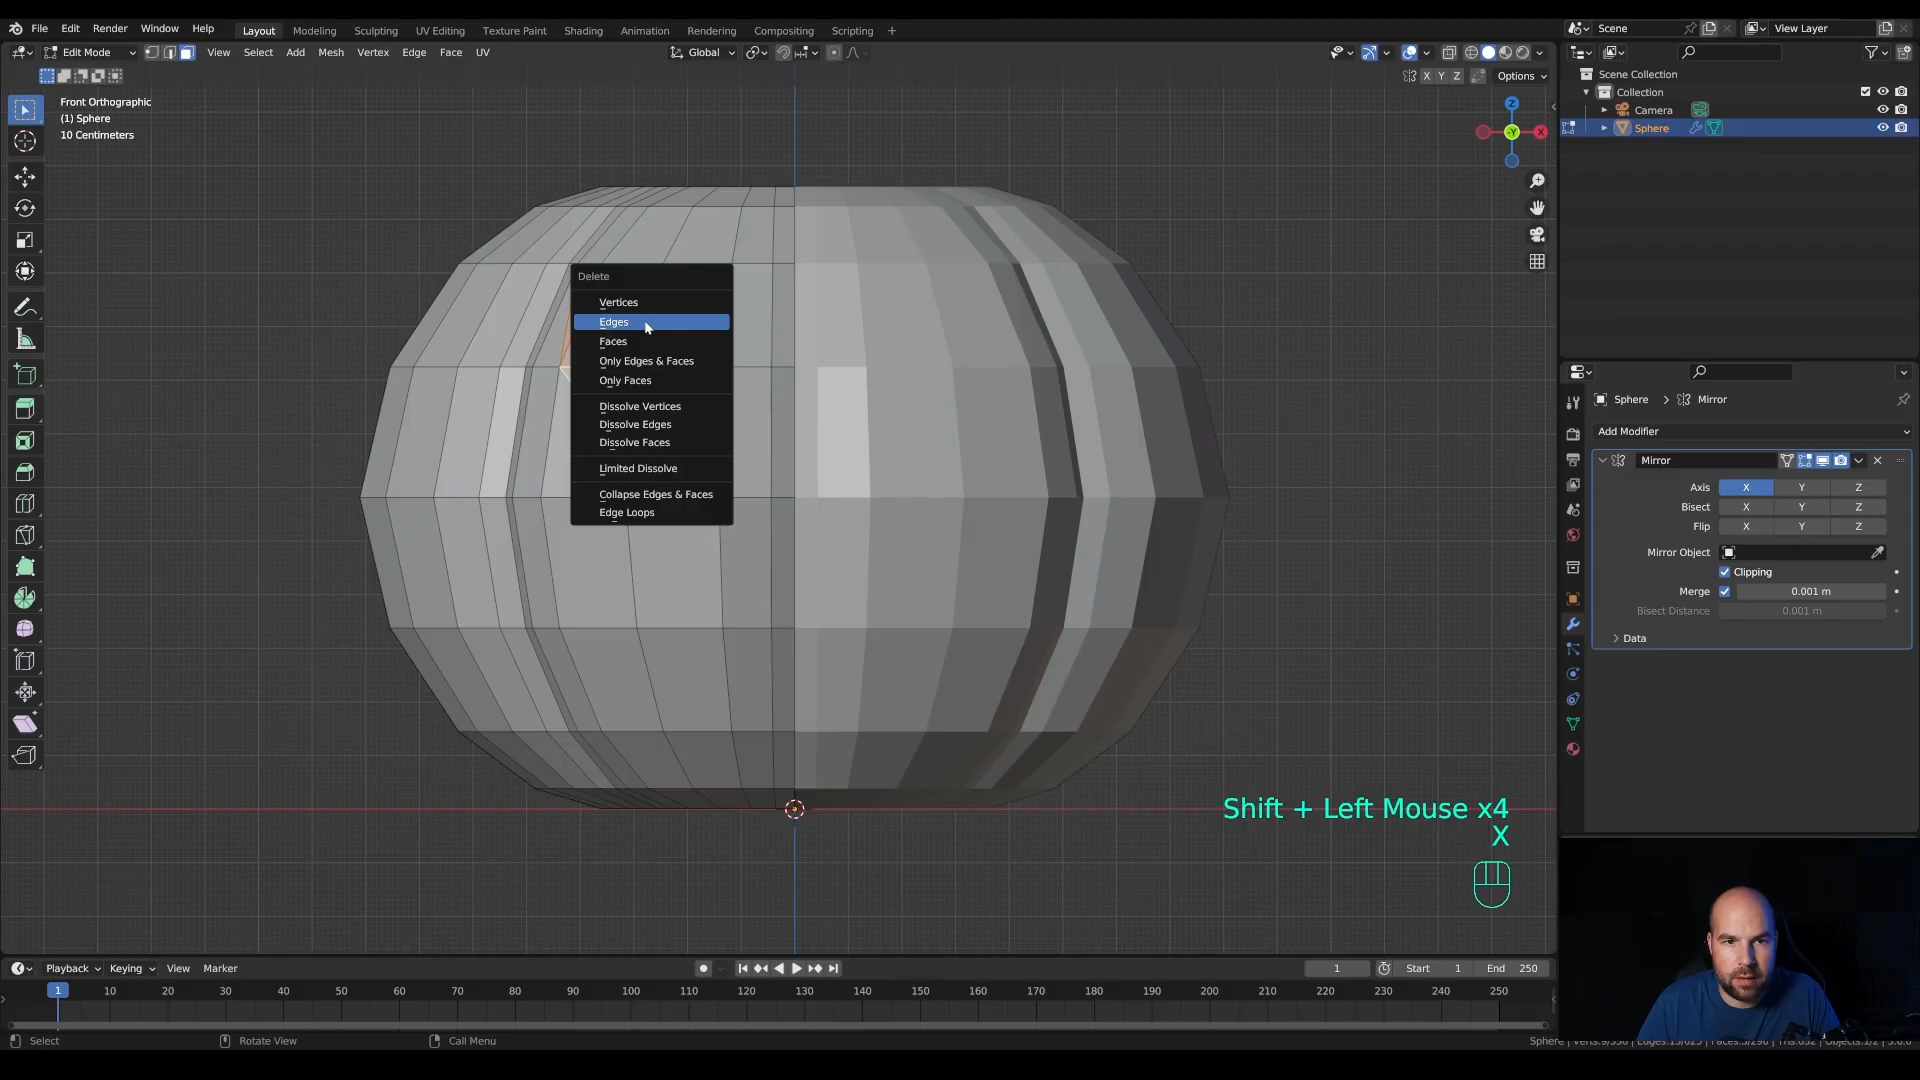 File Edit Render Window Help Layout Modeling Sculpting UV Editing Texture Paint Shading Animation Rendering Compositing Scripting + Scene View Layer
Edit Mode View Select Add Mesh Vertex Edge Face UV Global
X Y Z Options
Front Orthographic
(1) Sphere
10 Centimeters
Z
-Y
X
Scene Collection
Collection
Camera
Sphere
Delete
Vertices
Edges
Faces
Only Edges & Faces
Only Faces
Dissolve Vertices
Dissolve Edges
Dissolve Faces
Limited Dissolve
Collapse Edges & Faces
Edge Loops
Sphere > Mirror
Add Modifier
Mirror
Axis X Y Z
Bisect X Y Z
Flip X Y Z
Mirror Object
Clipping
Merge 0.001 m
Bisect Distance 0.001 m
Data
Shift + Left Mouse x4
X
Playback Keying View Marker 1 Start 1 End 250
1 10 20 30 40 50 60 70 80 90 100 110 120 130 140 150 160 170 180 190 200 210 220 230 240 250
Select Rotate View Call Menu